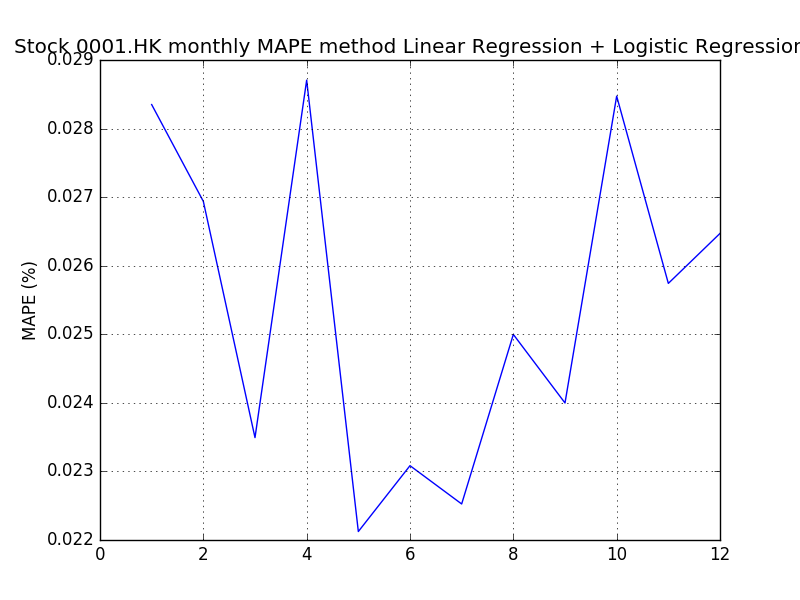 Stock 0001.HK monthly MAPE method Linear Regression + Logistic Regression
0.029
0.028
0.027
0.026
0.025
0.024
0.023
0.022
MAPE (%)
0 2 4 6 8 10 12